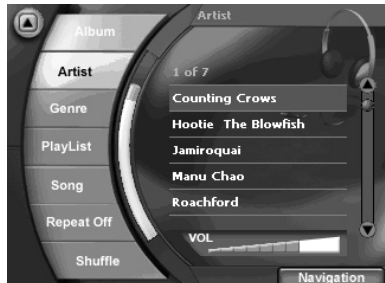 Album
Artist
Genre
PlayList
Song
Repeat Off
Shuffle
Artist
1 of 7
Counting Crows
Hootie The Blowfish
Jamiroquai
Manu Chao
Roachford
VOL
Navigation